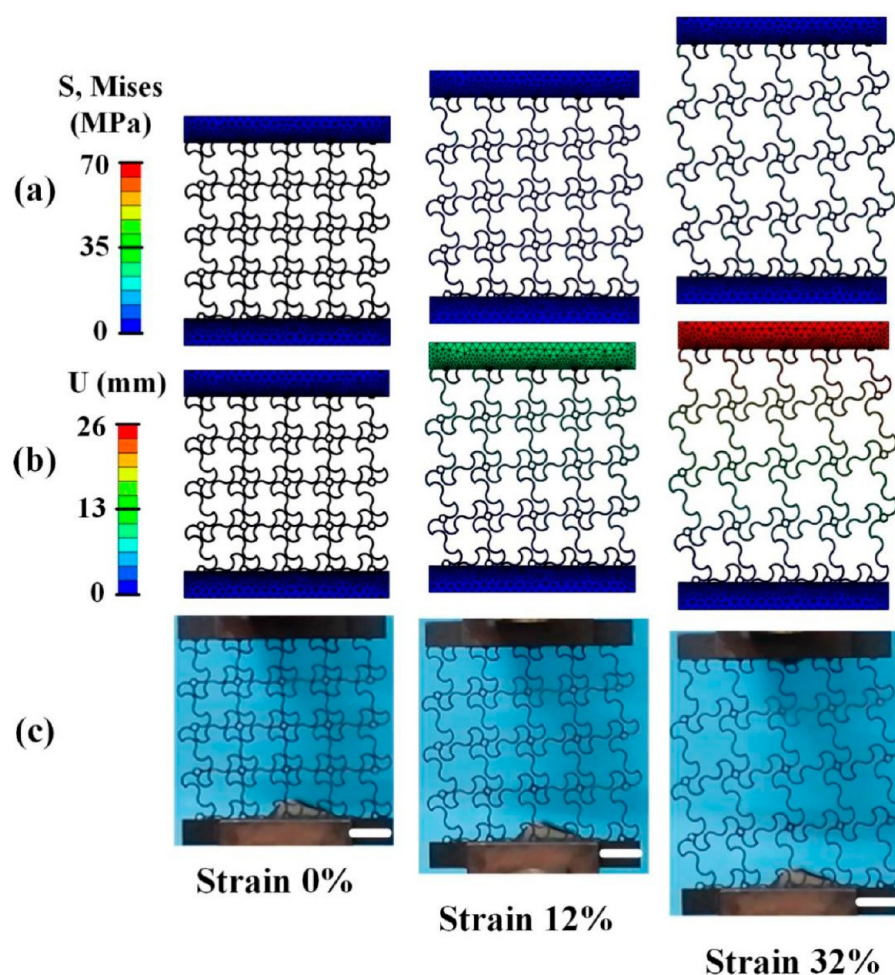 S, Mises
(MPa)
70
(a)
35
0
U (mm)
26
(b)
13
0
(c)
Strain 0%
Strain 12%
Strain 32%